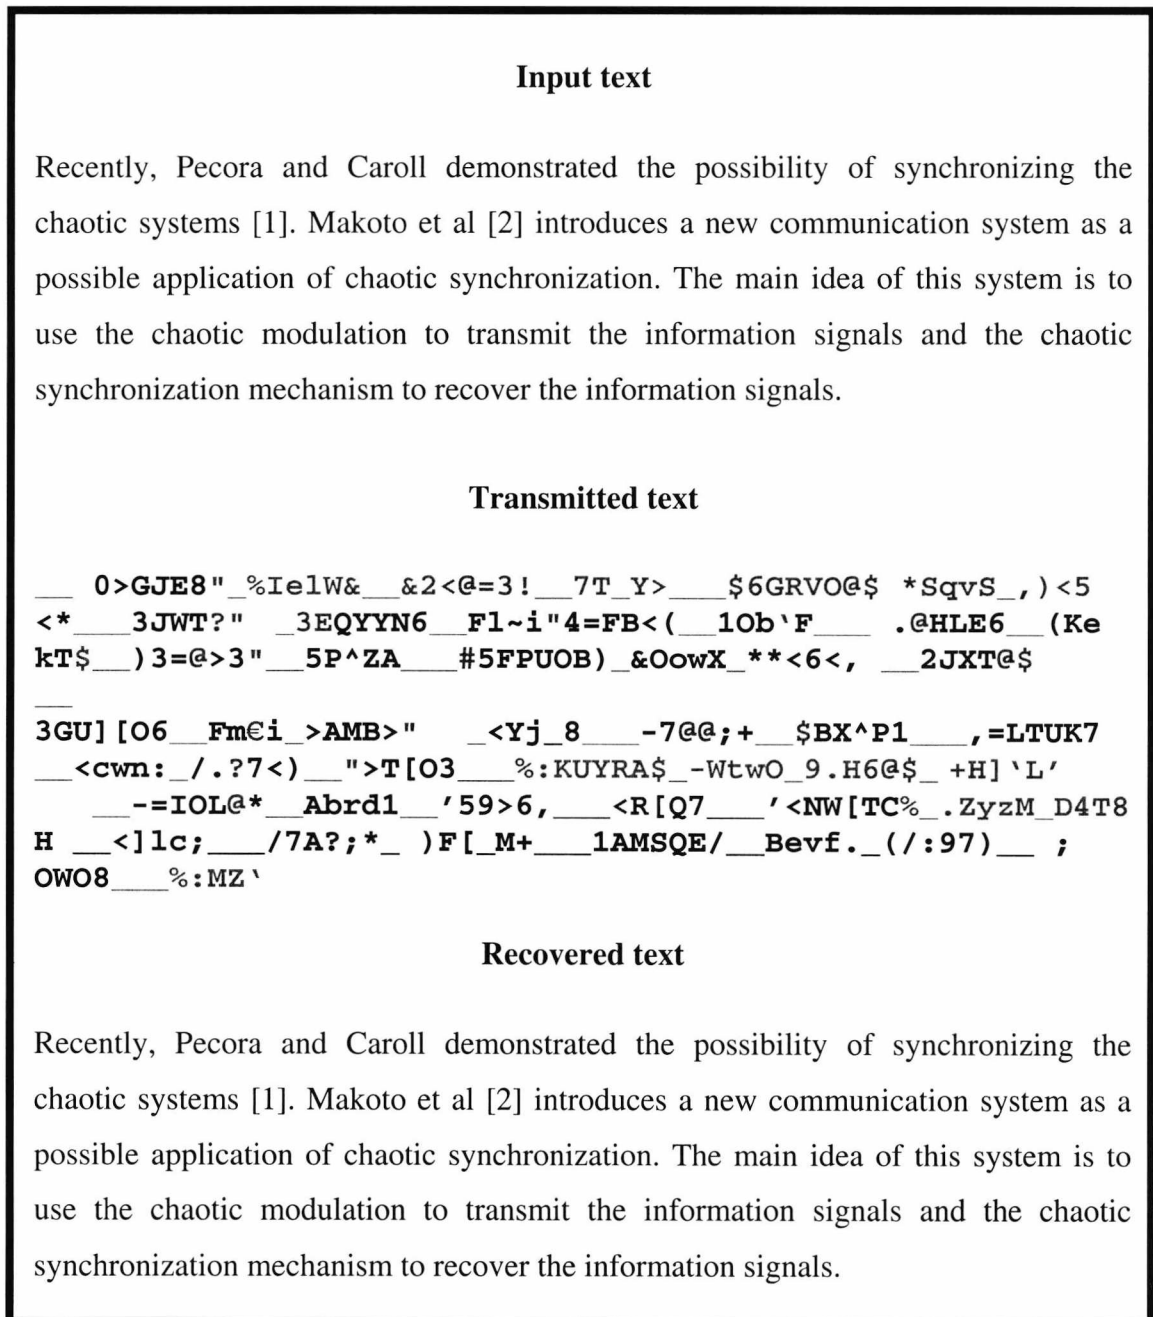 Input text
Recently, Pecora and Caroll demonstrated the possibility of synchronizing the
chaotic systems [1]. Makoto et al [2] introduces a new communication system as a
possible application of chaotic synchronization. The main idea of this system is to
use the chaotic modulation to transmit the information signals and the chaotic
synchronization mechanism to recover the information signals.
Transmitted text
__ 0>GJE8"_%IelW&__&2<@=3!__7T_Y>____$6GRVO@$ *SqvS_,)<5
<*____3JWT?" _3EQYYN6__Fl~i"4=FB<(__1Ob`F____ .@HLE6__(Ke
kT$__)3=@>3"__5P^ZA____#5FPUOB)_&OowX_**<6<, __2JXT@$
__
3GU][O6__Fm€i_>AMB>" _<Yj_8____-7@@;+__$BX^P1____,=LTUK7
__<cwn:_/.?7<)__">T[O3____%:KUYRA$_-WtwO_9.H6@$_ +H]`L'
____-=IOL@*__Abrd1__'59>6,____<R[Q7____'<NW[TC%_.ZyzM_D4T8
H __<]lc;____/7A?;*_ )F[_M+____1AMSQE/__Bevf._(/:97)__ ;
OWO8____%:MZ`
Recovered text
Recently, Pecora and Caroll demonstrated the possibility of synchronizing the
chaotic systems [1]. Makoto et al [2] introduces a new communication system as a
possible application of chaotic synchronization. The main idea of this system is to
use the chaotic modulation to transmit the information signals and the chaotic
synchronization mechanism to recover the information signals.